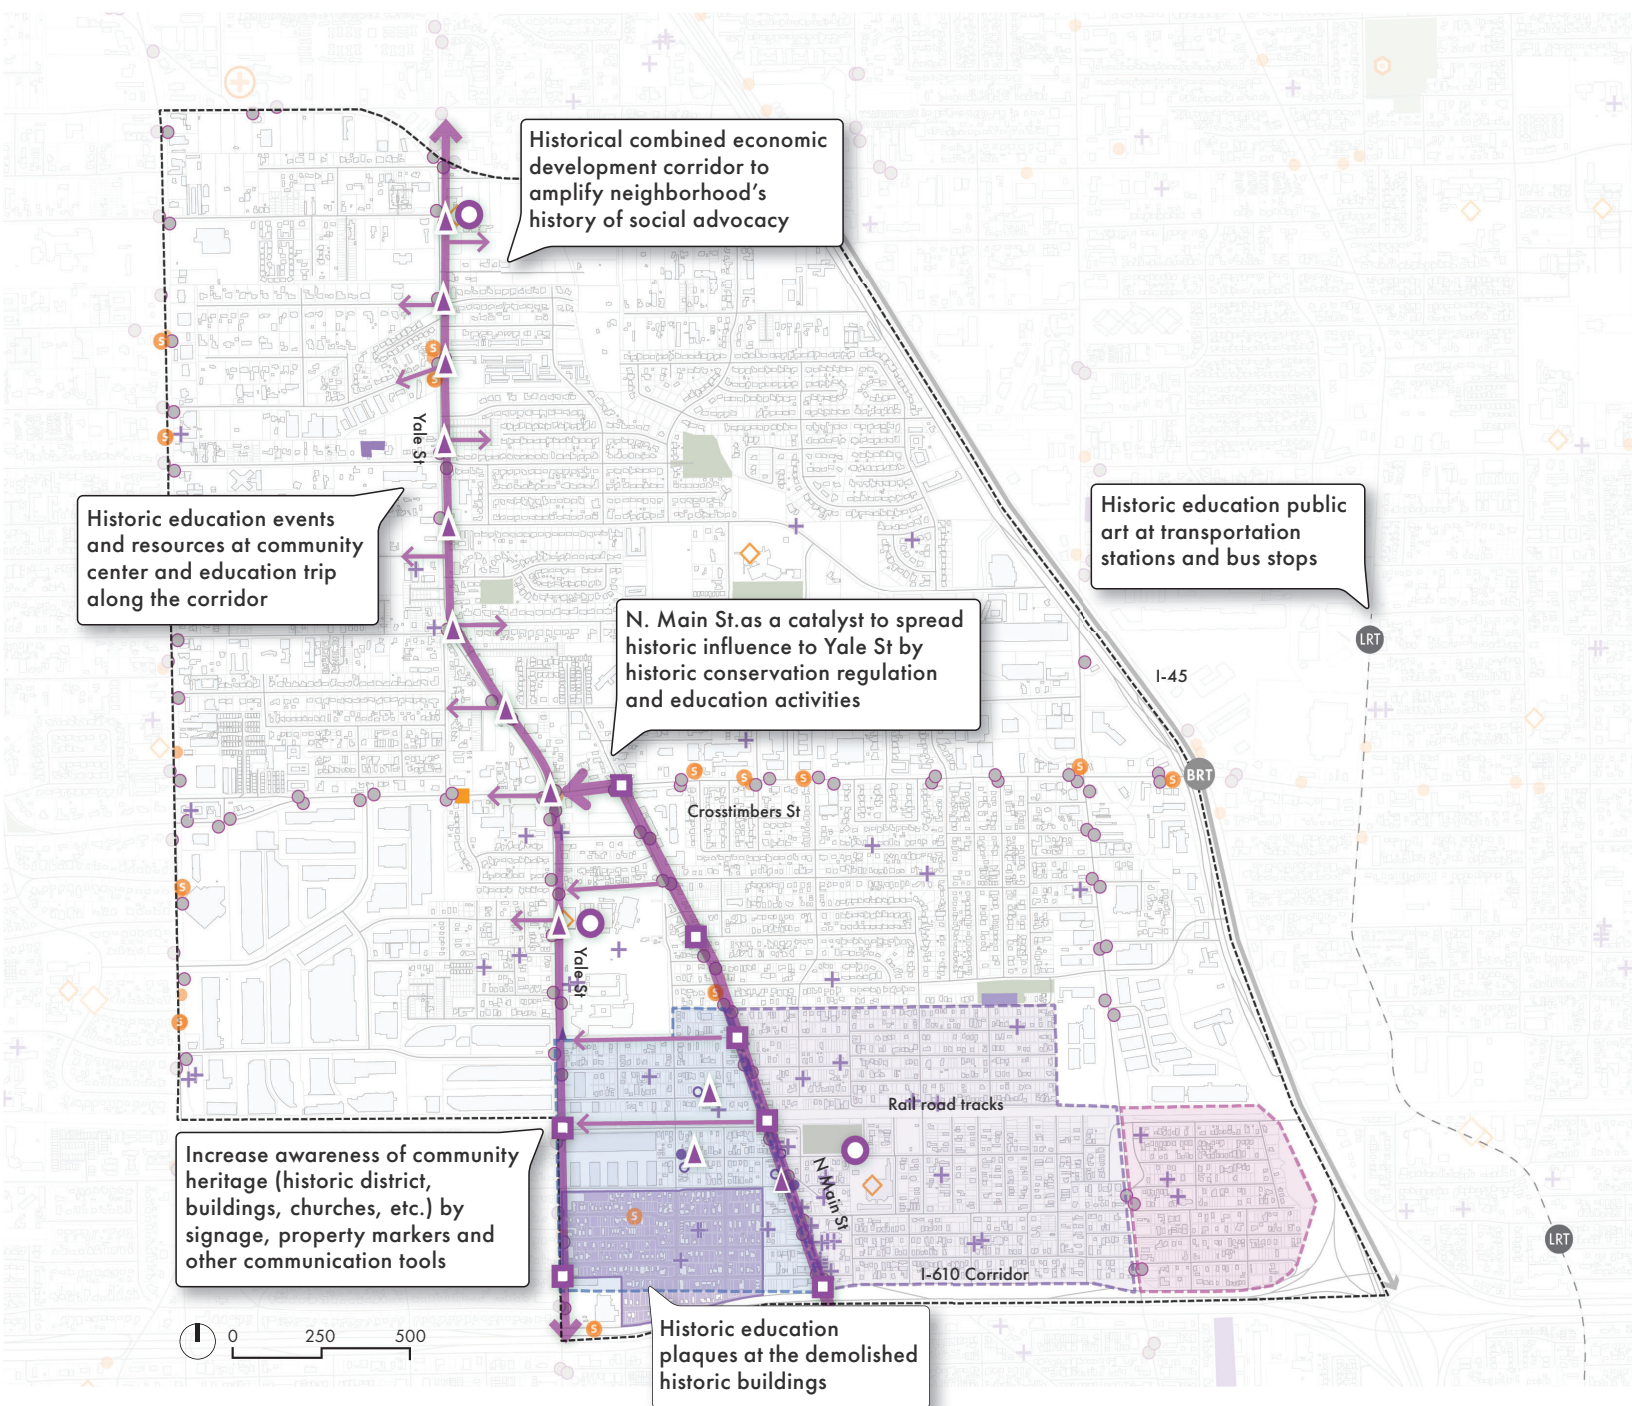 Historical combined economic
development corridor to
amplify neighborhood's
history of social advocacy
Yale St
Historic education events
and resources at community
center and education trip
along the corridor
Historic education public
art at transportation
stations and bus stops
N. Main St.as a catalyst to spread
historic influence to Yale St by
historic conservation regulation
and education activities
LRT
I-45
BRT
Crosstimbers St
Yale St
Rail road tracks
N Main St
Increase awareness of community
heritage (historic district,
buildings, churches, etc.) by
signage, property markers and
other communication tools
LRT
I-610 Corridor
0 250 500
Historic education
plaques at the demolished
historic buildings
S
S
S
S
S
S
S
S
S
S
S
S
S
S